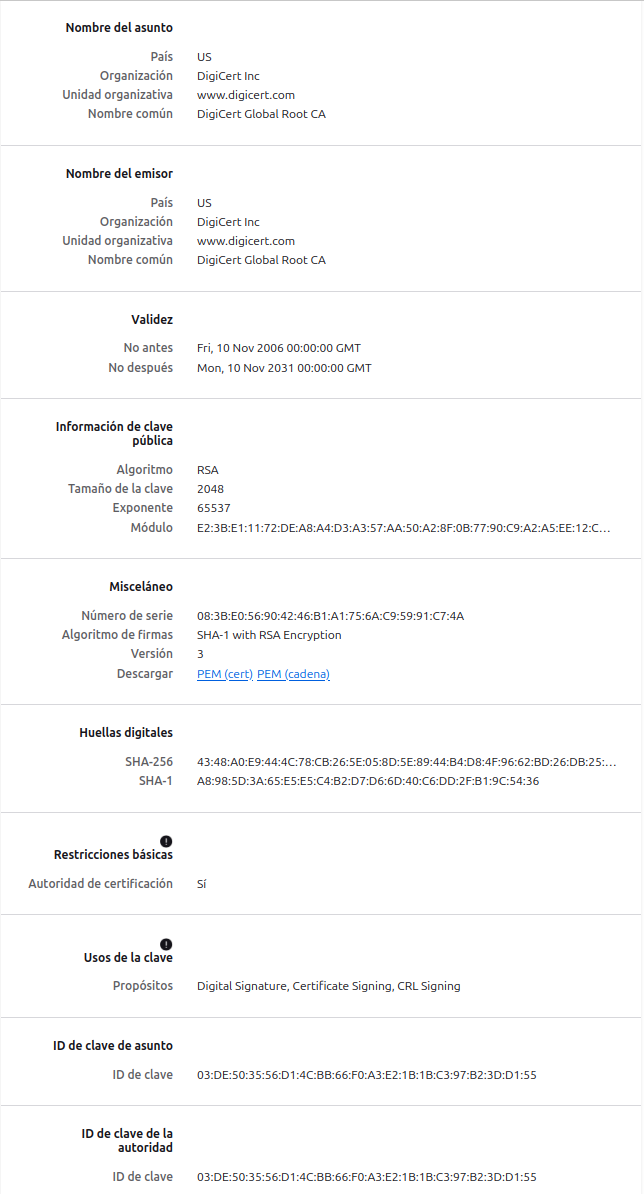 Nombre del asunto
País US
Organización DigiCert Inc
Unidad organizativa www.digicert.com
Nombre común DigiCert Global Root CA
Nombre del emisor
País US
Organización DigiCert Inc
Unidad organizativa www.digicert.com
Nombre común DigiCert Global Root CA
Validez
No antes Fri, 10 Nov 2006 00:00:00 GMT
No después Mon, 10 Nov 2031 00:00:00 GMT
Información de clave
pública
Algoritmo RSA
Tamaño de la clave 2048
Exponente 65537
Módulo E2:3B:E1:11:72:DE:A8:A4:D3:A3:57:AA:50:A2:8F:0B:77:90:C9:A2:A5:EE:12:C…
Misceláneo
Número de serie 08:3B:E0:56:90:42:46:B1:A1:75:6A:C9:59:91:C7:4A
Algoritmo de firmas SHA-1 with RSA Encryption
Versión 3
Descargar PEM (cert) PEM (cadena)
Huellas digitales
SHA-256 43:48:A0:E9:44:4C:78:CB:26:5E:05:8D:5E:89:44:B4:D8:4F:96:62:BD:26:DB:25:…
SHA-1 A8:98:5D:3A:65:E5:E5:C4:B2:D7:D6:6D:40:C6:DD:2F:B1:9C:54:36
Restricciones básicas
Autoridad de certificación Sí
Usos de la clave
Propósitos Digital Signature, Certificate Signing, CRL Signing
ID de clave de asunto
ID de clave 03:DE:50:35:56:D1:4C:BB:66:F0:A3:E2:1B:1B:C3:97:B2:3D:D1:55
ID de clave de la
autoridad
ID de clave 03:DE:50:35:56:D1:4C:BB:66:F0:A3:E2:1B:1B:C3:97:B2:3D:D1:55